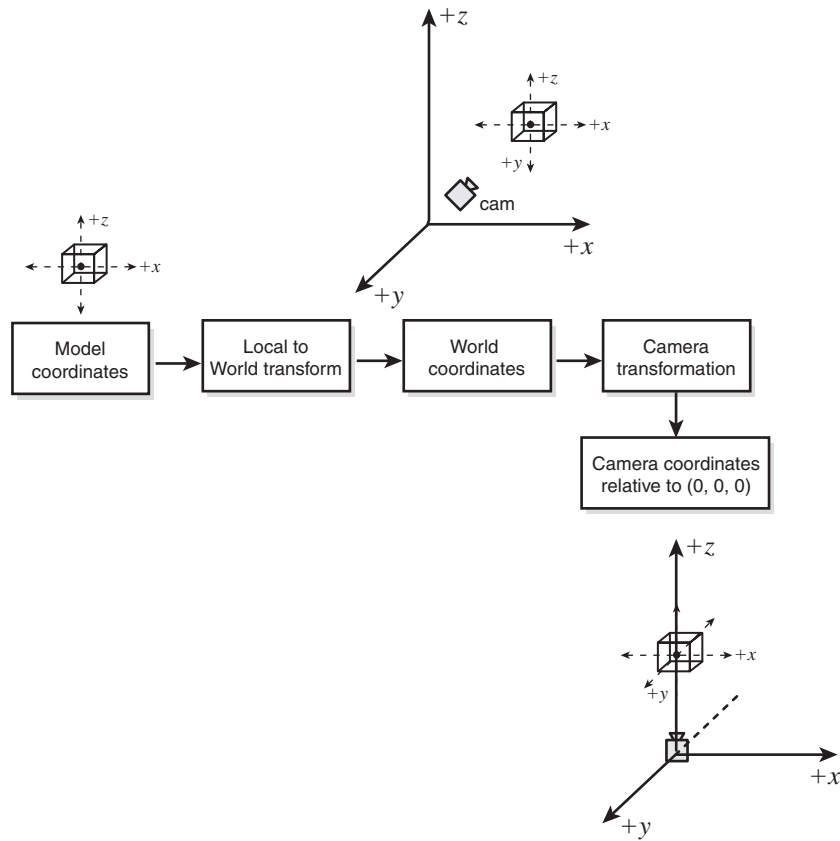 +z
+z
+x
+y
cam
+x
+y
+z
+x
Model
coordinates
Local to
World transform
World
coordinates
Camera
transformation
Camera coordinates
relative to (0, 0, 0)
+z
+x
+y
+x
+y